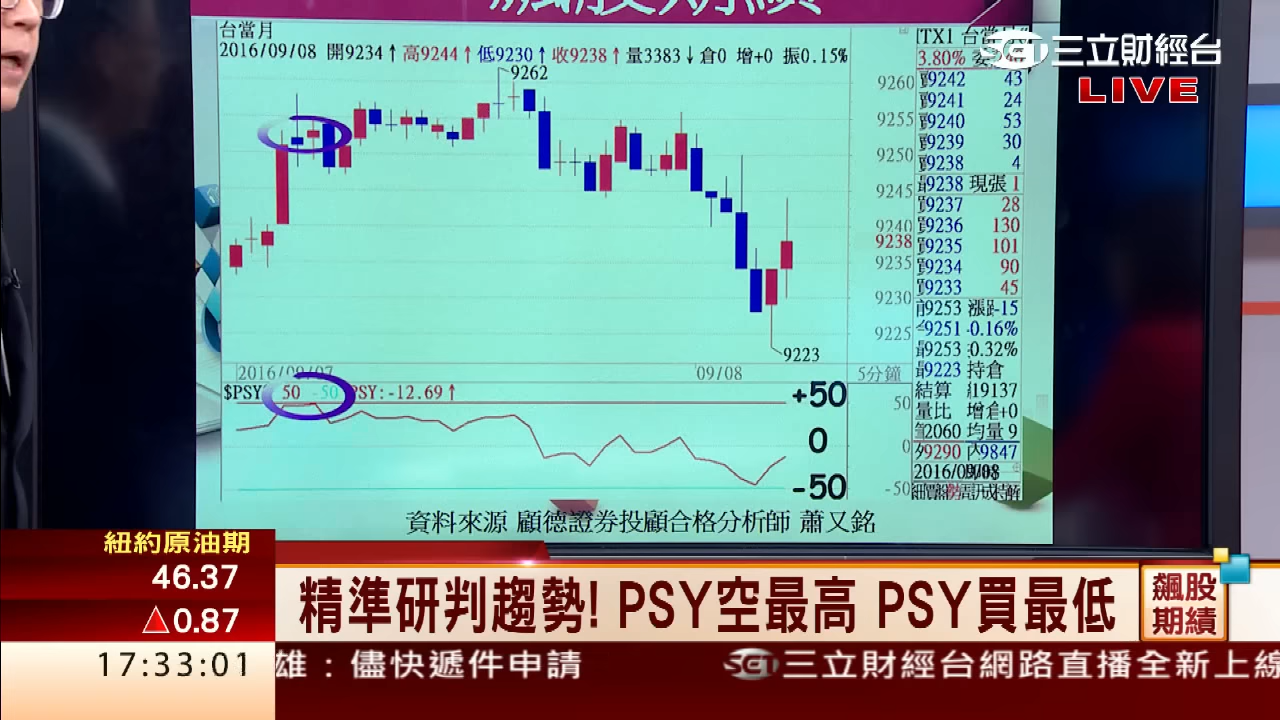 台當月
2016/09/08 開9234↑ 高9244↑ 低9230↑ 收9238↑ 量3383↓倉0 增+0 振0.15%
9262
9260
9255
9250
9245
9240
9238
9235
9230
9225
9223
2016/09/07
09/08
5分鐘
$PSY 50 -50 PSY:-12.69↑
+50
0
-50
50
0
-50
TX1
3.80%
9242 43
9241 24
9240 53
9239 30
9238 4
9238 現張 1
9237 28
9236 130
9235 101
9234 90
9233 45
9253 漲 -15
9251 -0.16%
9253 0.32%
9223 持倉
結算 19137
量比 增倉+0
2060 均量 9
9290 9847
2016/09/08
資料來源 顧德證券投顧合格分析師 蕭又銘
三立財經台
LIVE
紐約原油期
46.37
△0.87
17:33:01
精準研判趨勢! PSY空最高 PSY買最低
飆股
期績
雄：儘快遞件申請
三立財經台網路直播全新上線